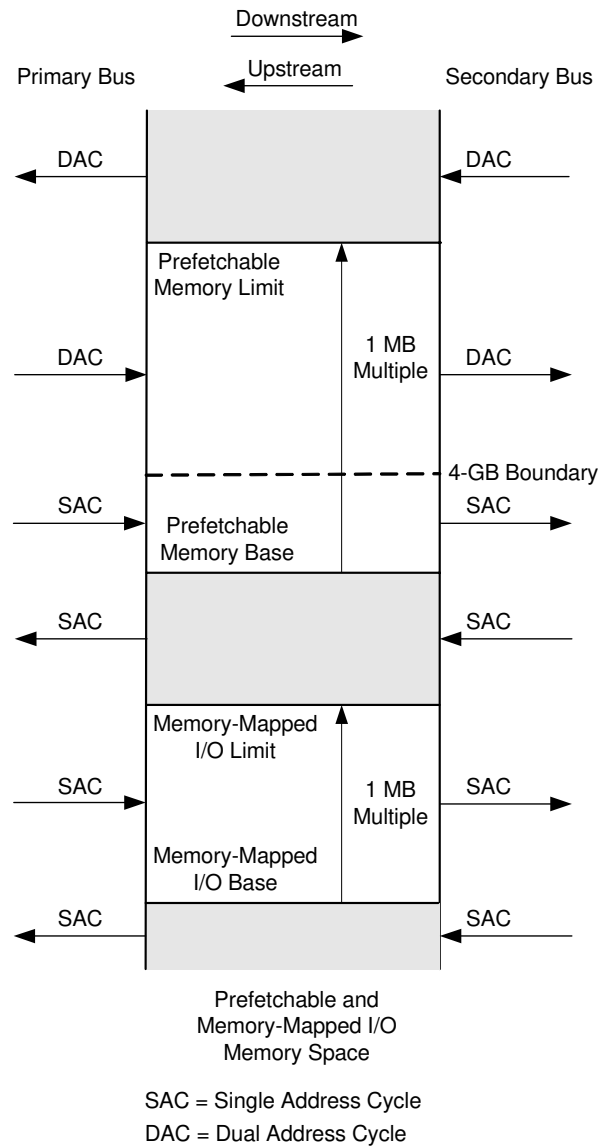 Downstream
Upstream
Primary Bus
Secondary Bus
DAC
DAC
Prefetchable
Memory Limit
DAC
1 MB
Multiple
DAC
4-GB Boundary
SAC
Prefetchable
Memory Base
SAC
SAC
SAC
Memory-Mapped
I/O Limit
SAC
1 MB
Multiple
SAC
Memory-Mapped
I/O Base
SAC
SAC
Prefetchable and
Memory-Mapped I/O
Memory Space
SAC = Single Address Cycle
DAC = Dual Address Cycle